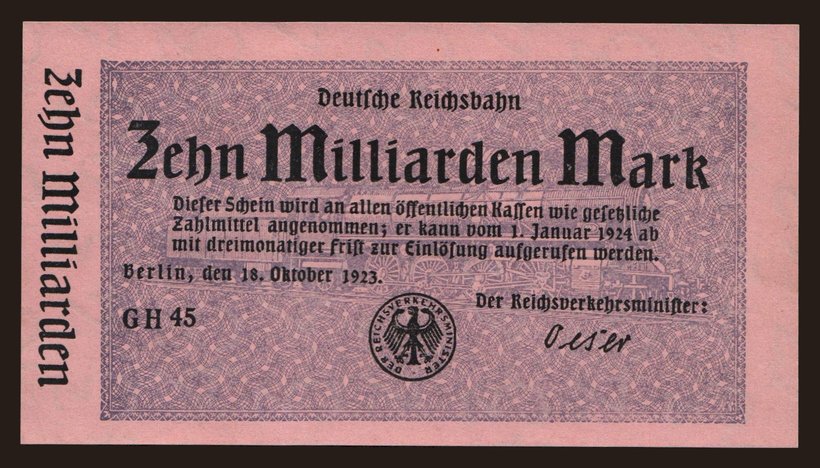 Zehn Milliarden
Deutsche Reichsbahn
Zehn Milliarden Mark
Dieser Schein wird an allen öffentlichen Kassen wie gesetzliche
Zahlmittel angenommen; er kann vom 1. Januar 1924 ab
mit dreimonatiger Frist zur Einlösung aufgerufen werden.
Berlin, den 18. Oktober 1923.
Der Reichsverkehrsminister:
GH 45
DER REICHSVERKEHRSMINISTER
Oeser